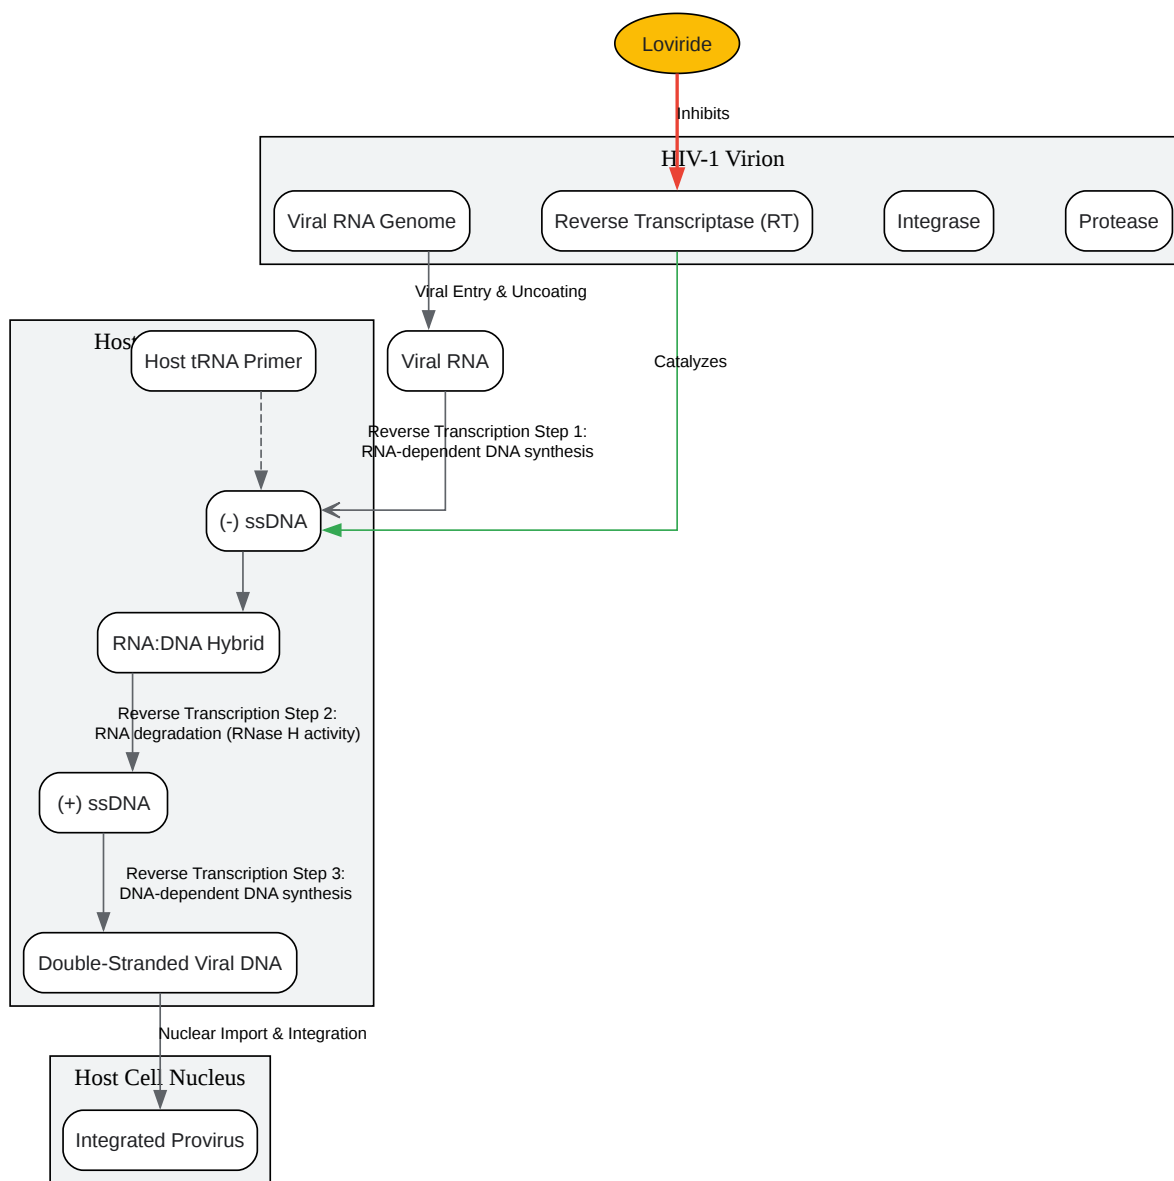 Loviride
Inhibits
HIV-1 Virion
Viral RNA Genome
Reverse Transcriptase (RT)
Integrase
Protease
Viral Entry & Uncoating
Host
Host tRNA Primer
Viral RNA
Catalyzes
Reverse Transcription Step 1:
RNA-dependent DNA synthesis
(-) ssDNA
RNA:DNA Hybrid
Reverse Transcription Step 2:
RNA degradation (RNase H activity)
(+) ssDNA
Reverse Transcription Step 3:
DNA-dependent DNA synthesis
Double-Stranded Viral DNA
Nuclear Import & Integration
Host Cell Nucleus
Integrated Provirus